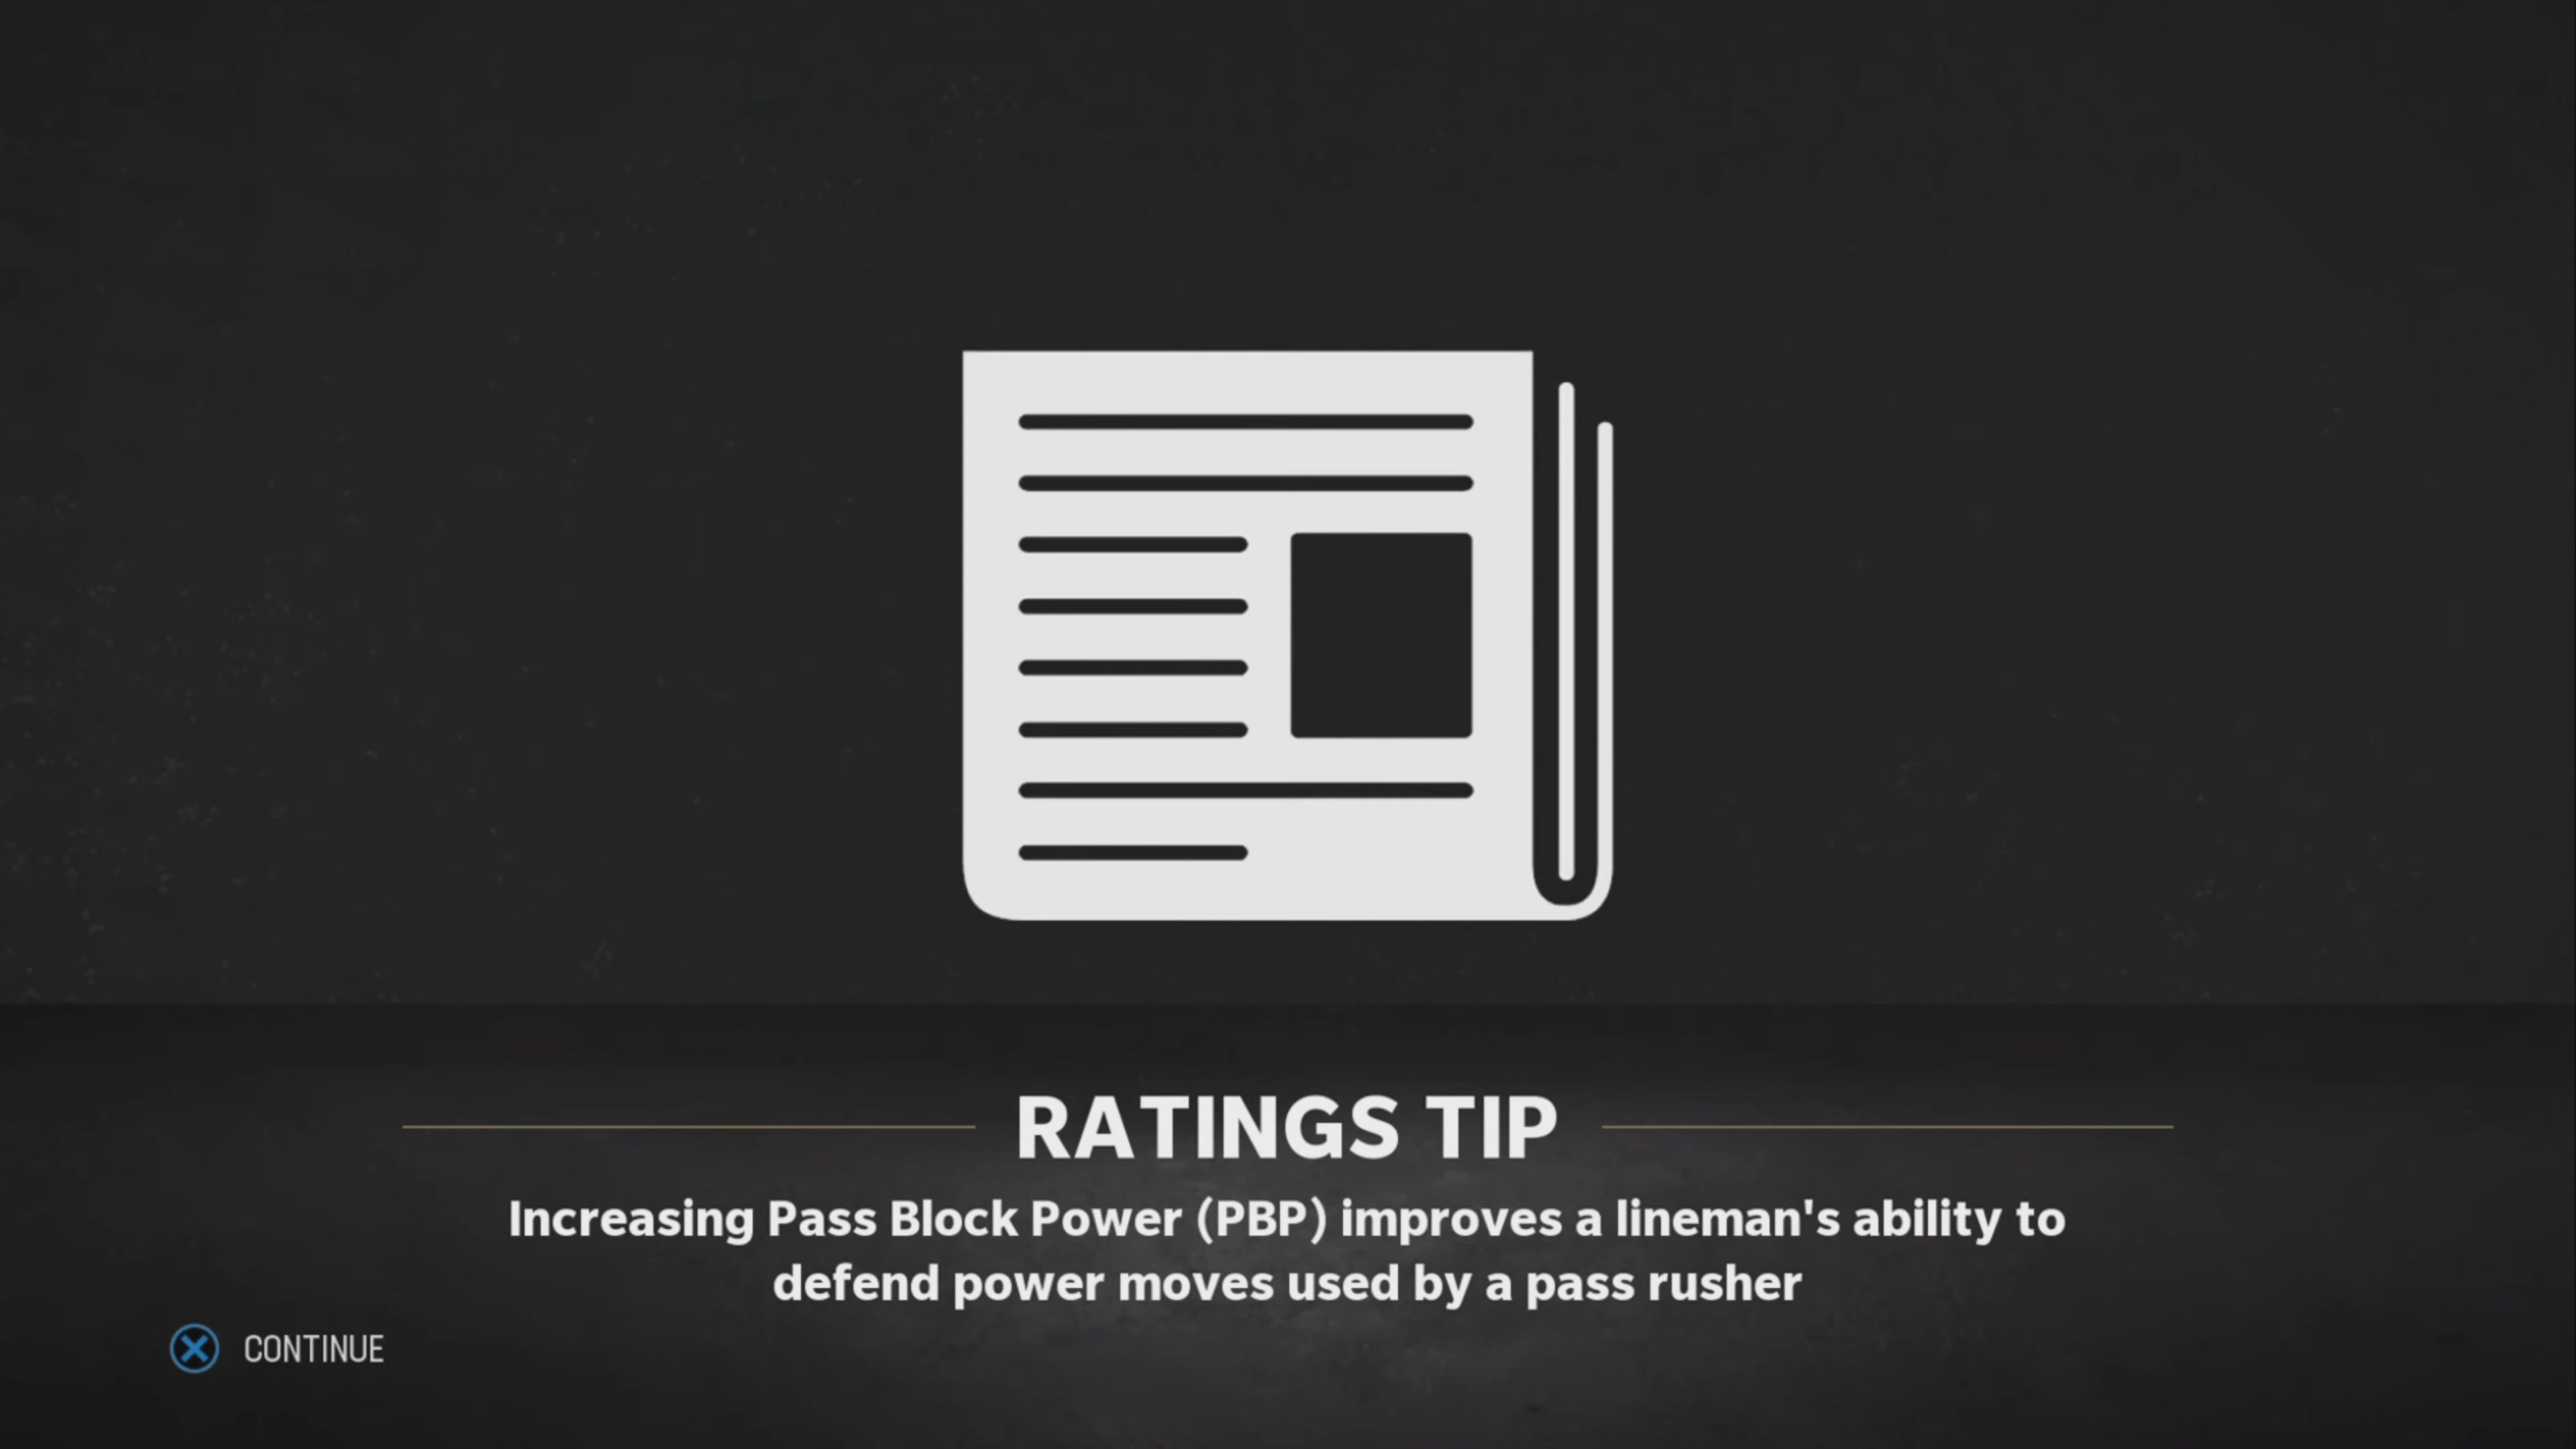 RATINGS TIP
Increasing Pass Block Power (PBP) improves a lineman's ability to
defend power moves used by a pass rusher
CONTINUE